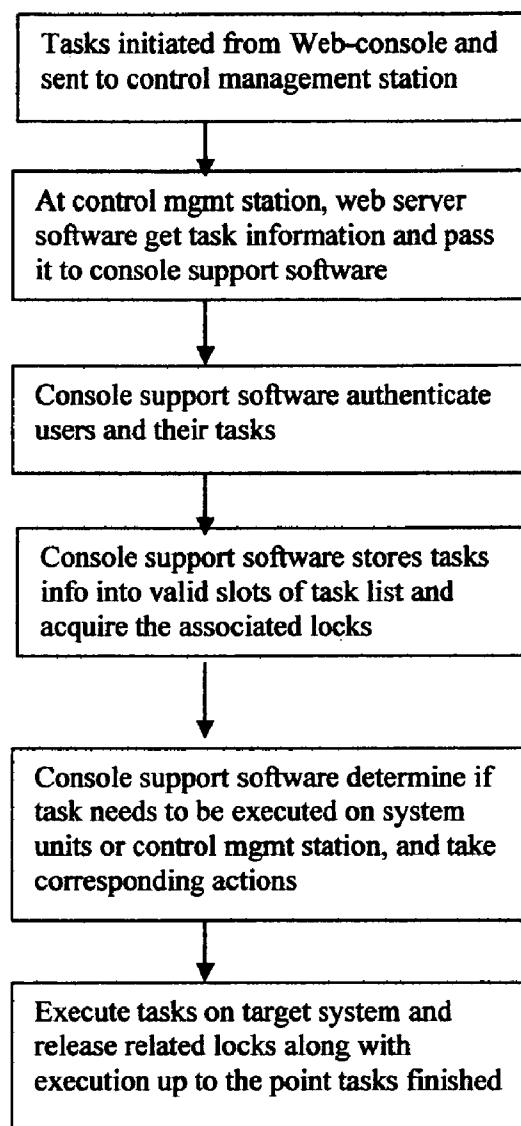 Tasks initiated from Web-console and
sent to control management station
At control mgmt station, web server
software get task information and pass
it to console support software
Console support software authenticate
users and their tasks
Console support software stores tasks
info into valid slots of task list and
acquire the associated locks
Console support software determine if
task needs to be executed on system
units or control mgmt station, and take
corresponding actions
Execute tasks on target system and
release related locks along with
execution up to the point tasks finished